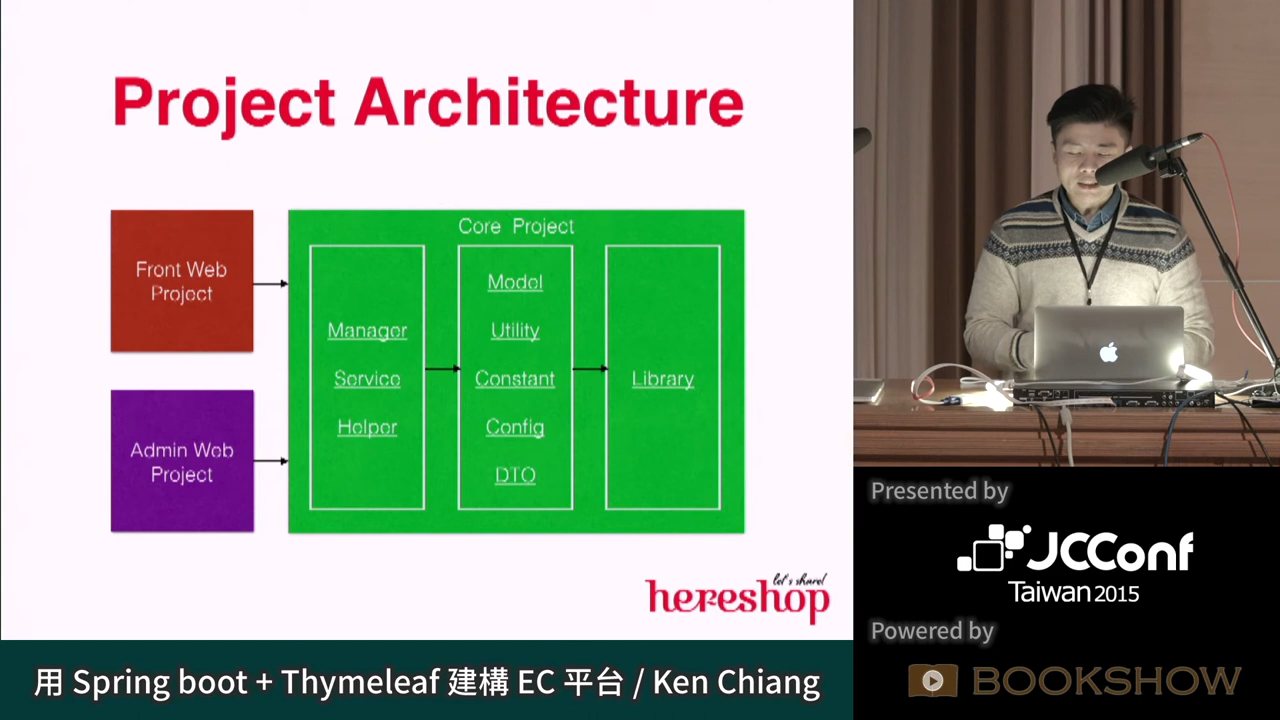 Project Architecture
Front Web
Project
Admin Web
Project
Core Project
Manager
Service
Helper
Model
Utility
Constant
Config
DTO
Library
let's share!
hereshop
用 Spring boot + Thymeleaf 建構 EC 平台 / Ken Chiang
Presented by
JCConf
Taiwan 2015
Powered by
BOOKSHOW